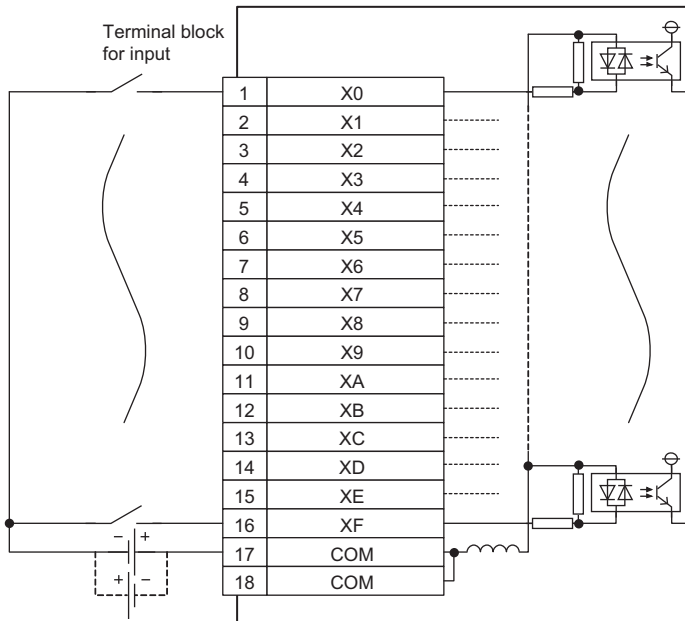 Terminal block
for input
1 X0
2 X1
3 X2
4 X3
5 X4
6 X5
7 X6
8 X7
9 X8
10 X9
11 XA
12 XB
13 XC
14 XD
15 XE
16 XF
− + 17 COM
+ − 18 COM